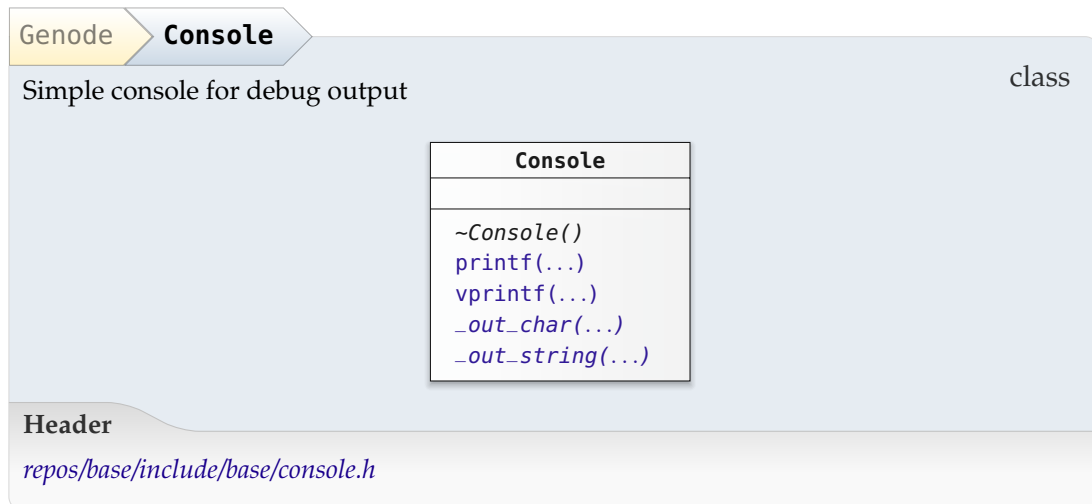 Genode Console
class
Simple console for debug output
Console
~Console()
printf(...)
vprintf(...)
_out_char(...)
_out_string(...)
Header
repos/base/include/base/console.h